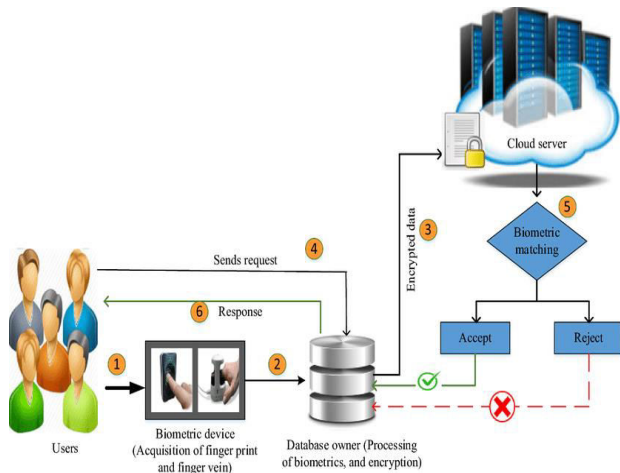 Cloud server
5
Biometric
matching
3
Encrypted data
4
Sends request
6
Response
Accept
Reject
1
2
Users
Biometric device
(Acquisition of finger print
and finger vein)
Database owner (Processing
of biometrics, and encryption)